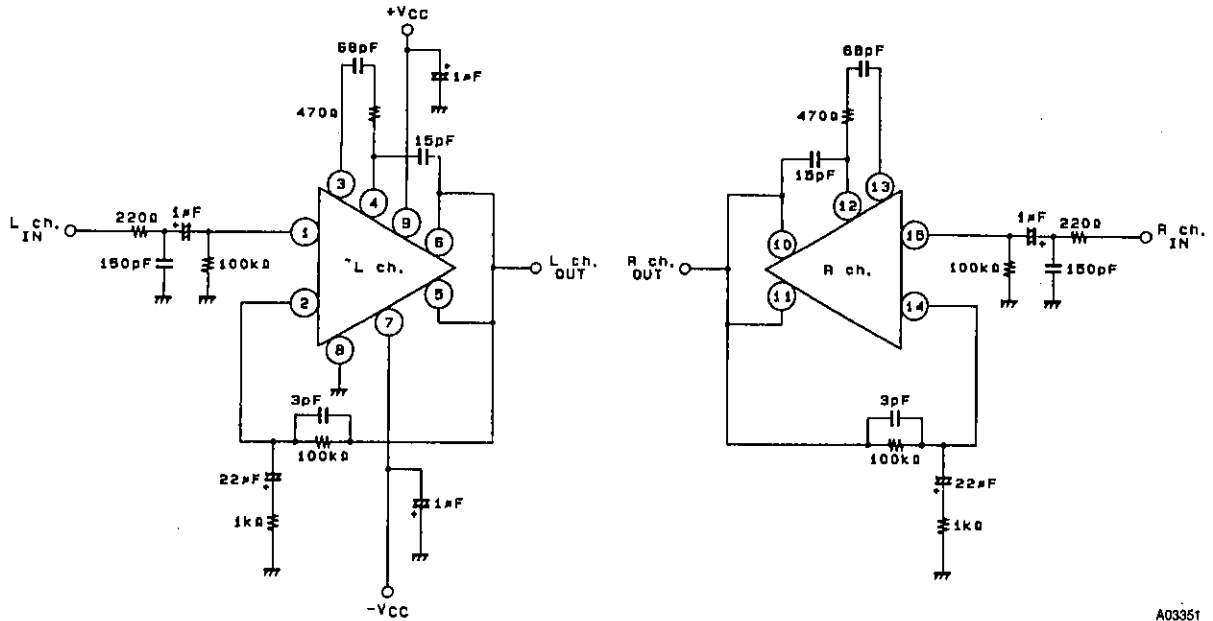 +VCC
68pF
1µF
470Ω
15pF
3
4
9
6
L ch.
IN
220Ω
1µF
1
150pF
100kΩ
L ch.
L ch.
OUT
2
5
7
8
3pF
100kΩ
22µF
1kΩ
1µF
-VCC
68pF
470Ω
15pF
13
12
10
R ch.
OUT
R ch.
11
15
1µF
220Ω
R ch.
IN
100kΩ
150pF
14
3pF
100kΩ
22µF
1kΩ
A03351